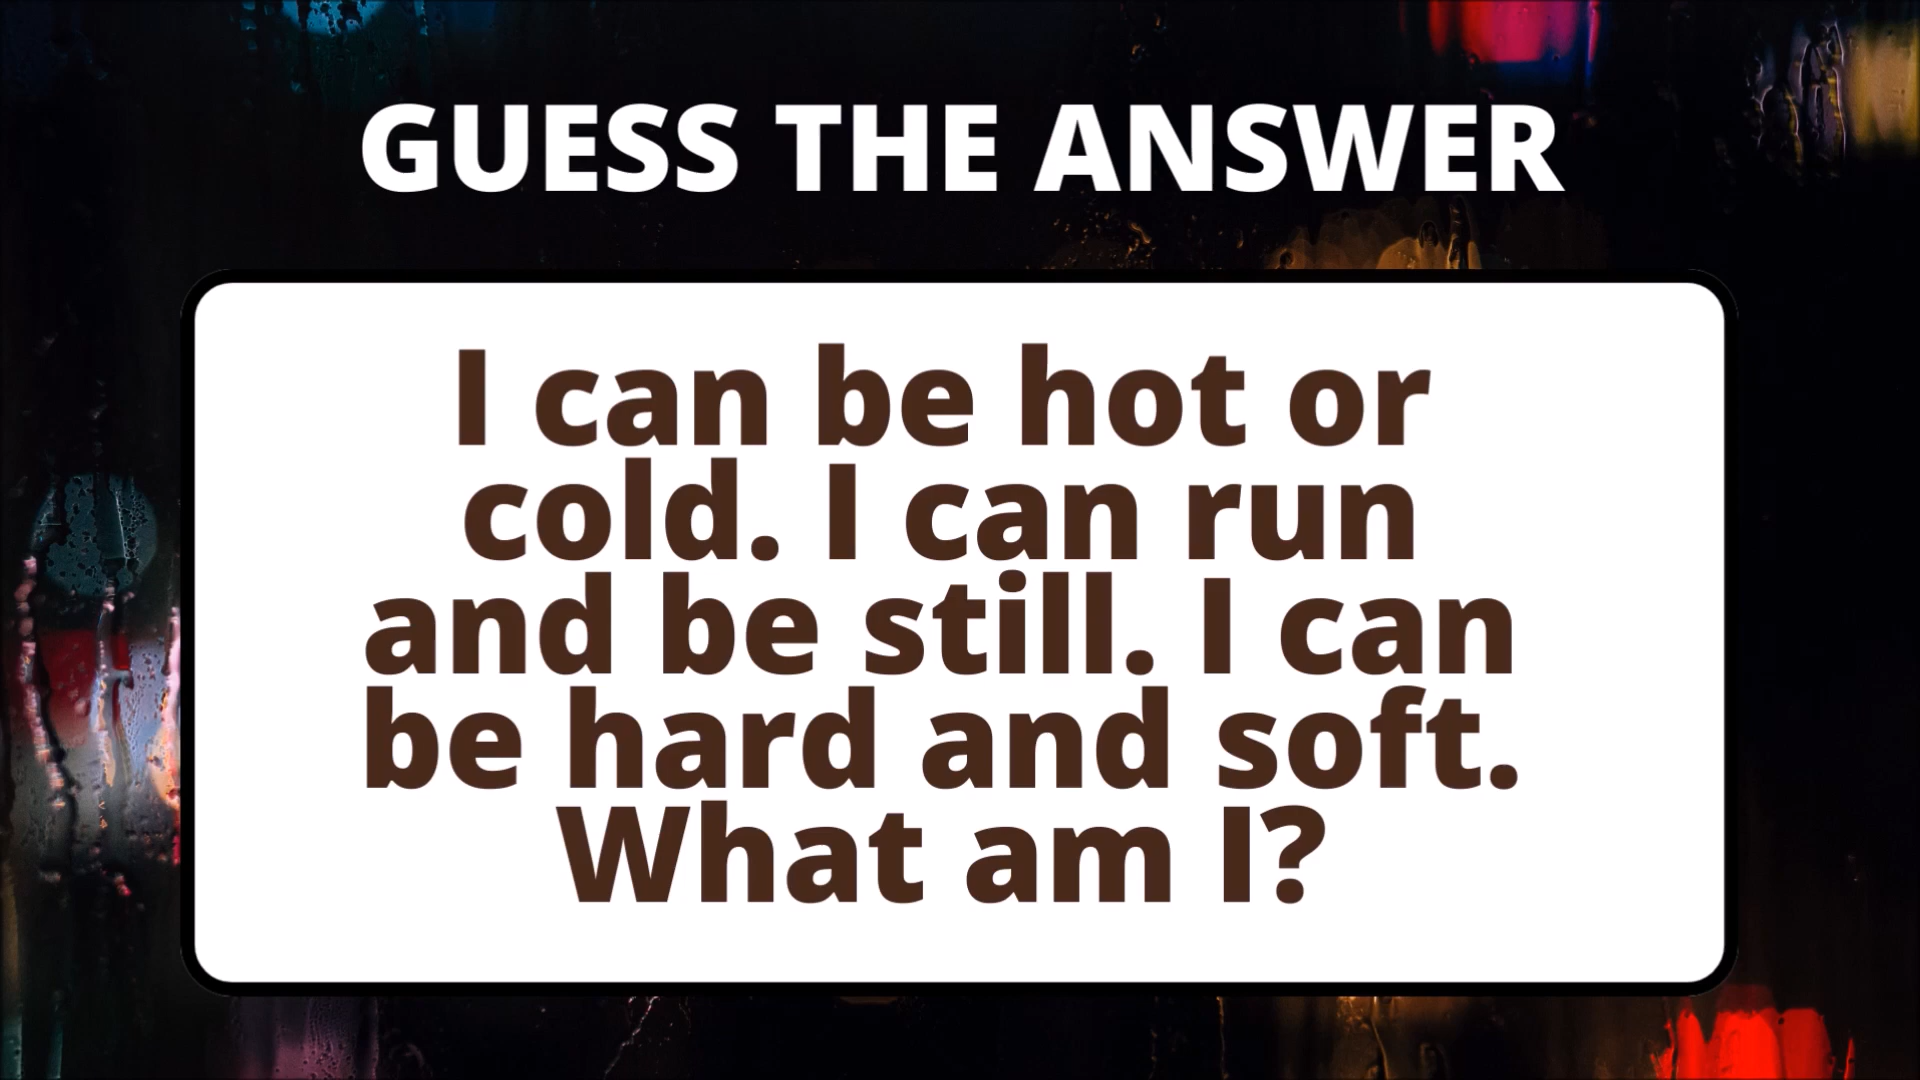 GUESS THE ANSWER
I can be hot or
cold. I can run
and be still. I can
be hard and soft.
What am I?